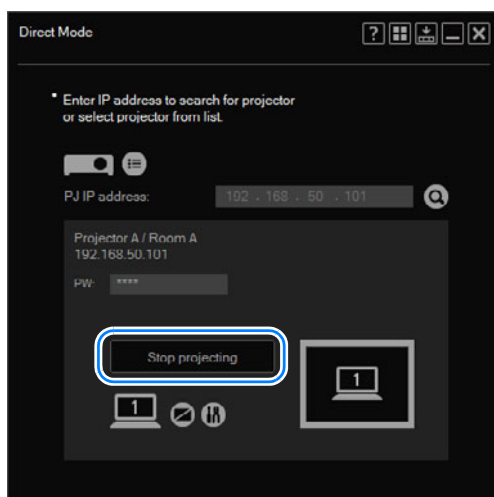 Direct Mode
?
Enter IP address to search for projector
or select projector from list.
PJ IP address: 192 . 168 . 50 . 101
Projector A / Room A
192.168.50.101
PW: ****
Stop projecting
1
1